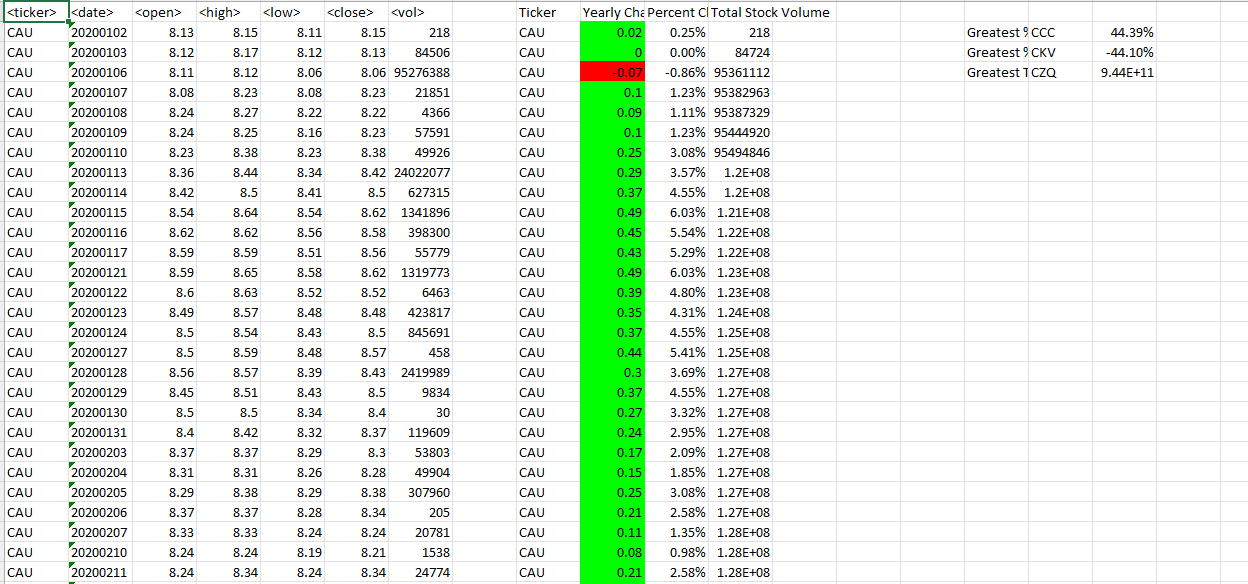 <ticker> <date> <open> <high> <low> <close> <vol> Ticker Yearly Cha Percent Cl Total Stock Volume
CAU 20200102 8.13 8.15 8.11 8.15 218 CAU 0.02 0.25% 218 Greatest % CCC 44.39%
CAU 20200103 8.12 8.17 8.12 8.13 84506 CAU 0 0.00% 84724 Greatest % CKV -44.10%
CAU 20200106 8.11 8.12 8.06 8.06 95276388 CAU -0.07 -0.86% 95361112 Greatest T CZQ 9.44E+11
CAU 20200107 8.08 8.23 8.08 8.23 21851 CAU 0.1 1.23% 95382963
CAU 20200108 8.24 8.27 8.22 8.22 4366 CAU 0.09 1.11% 95387329
CAU 20200109 8.24 8.25 8.16 8.23 57591 CAU 0.1 1.23% 95444920
CAU 20200110 8.23 8.38 8.23 8.38 49926 CAU 0.25 3.08% 95494846
CAU 20200113 8.36 8.44 8.34 8.42 24022077 CAU 0.29 3.57% 1.2E+08
CAU 20200114 8.42 8.5 8.41 8.5 627315 CAU 0.37 4.55% 1.2E+08
CAU 20200115 8.54 8.64 8.54 8.62 1341896 CAU 0.49 6.03% 1.21E+08
CAU 20200116 8.62 8.62 8.56 8.58 398300 CAU 0.45 5.54% 1.22E+08
CAU 20200117 8.59 8.59 8.51 8.56 55779 CAU 0.43 5.29% 1.22E+08
CAU 20200121 8.59 8.65 8.58 8.62 1319773 CAU 0.49 6.03% 1.23E+08
CAU 20200122 8.6 8.63 8.52 8.52 6463 CAU 0.39 4.80% 1.23E+08
CAU 20200123 8.49 8.57 8.48 8.48 423817 CAU 0.35 4.31% 1.24E+08
CAU 20200124 8.5 8.54 8.43 8.5 845691 CAU 0.37 4.55% 1.25E+08
CAU 20200127 8.5 8.59 8.48 8.57 458 CAU 0.44 5.41% 1.25E+08
CAU 20200128 8.56 8.57 8.39 8.43 2419989 CAU 0.3 3.69% 1.27E+08
CAU 20200129 8.45 8.51 8.43 8.5 9834 CAU 0.37 4.55% 1.27E+08
CAU 20200130 8.5 8.5 8.34 8.4 30 CAU 0.27 3.32% 1.27E+08
CAU 20200131 8.4 8.42 8.32 8.37 119609 CAU 0.24 2.95% 1.27E+08
CAU 20200203 8.37 8.37 8.29 8.3 53803 CAU 0.17 2.09% 1.27E+08
CAU 20200204 8.31 8.31 8.26 8.28 49904 CAU 0.15 1.85% 1.27E+08
CAU 20200205 8.29 8.38 8.29 8.38 307960 CAU 0.25 3.08% 1.27E+08
CAU 20200206 8.37 8.37 8.28 8.34 205 CAU 0.21 2.58% 1.27E+08
CAU 20200207 8.33 8.33 8.24 8.24 20781 CAU 0.11 1.35% 1.28E+08
CAU 20200210 8.24 8.24 8.19 8.21 1538 CAU 0.08 0.98% 1.28E+08
CAU 20200211 8.24 8.34 8.24 8.34 24774 CAU 0.21 2.58% 1.28E+08